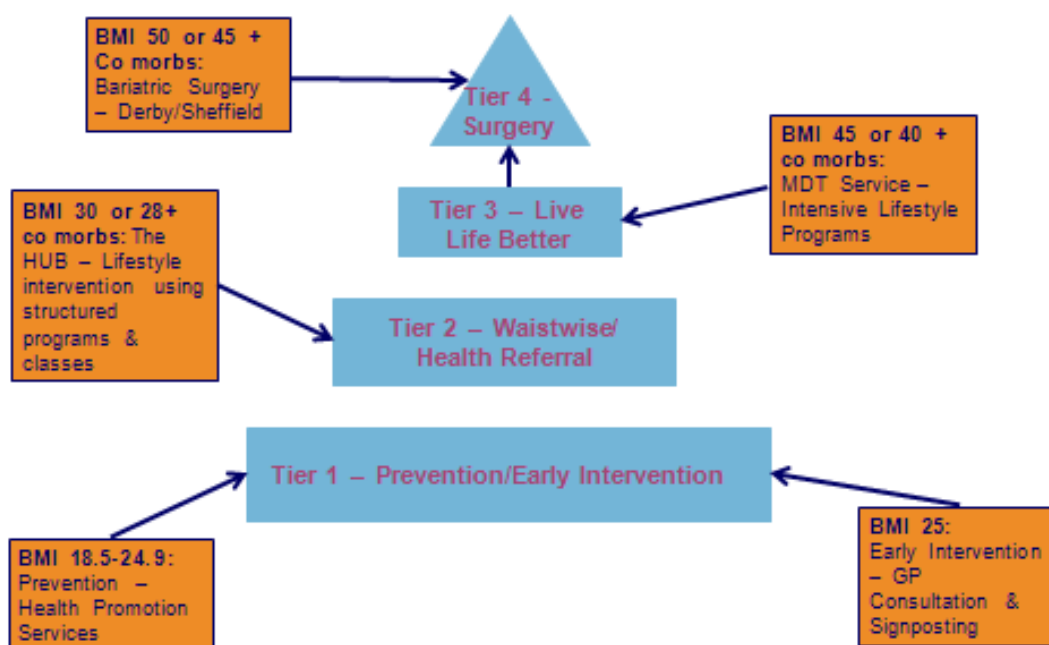 BMI 50 or 45 +
Co morbs:
Bariatric Surgery
– Derby/Sheffield
Tier 4 -
Surgery
BMI 45 or 40 +
co morbs:
MDT Service –
Intensive Lifestyle
Programs
Tier 3 – Live
Life Better
BMI 30 or 28+
co morbs: The
HUB – Lifestyle
intervention using
structured
programs &
classes
Tier 2 – Waistwise/
Health Referral
Tier 1 – Prevention/Early Intervention
BMI 18.5-24.9:
Prevention –
Health Promotion
Services
BMI 25:
Early Intervention
– GP
Consultation &
Signposting